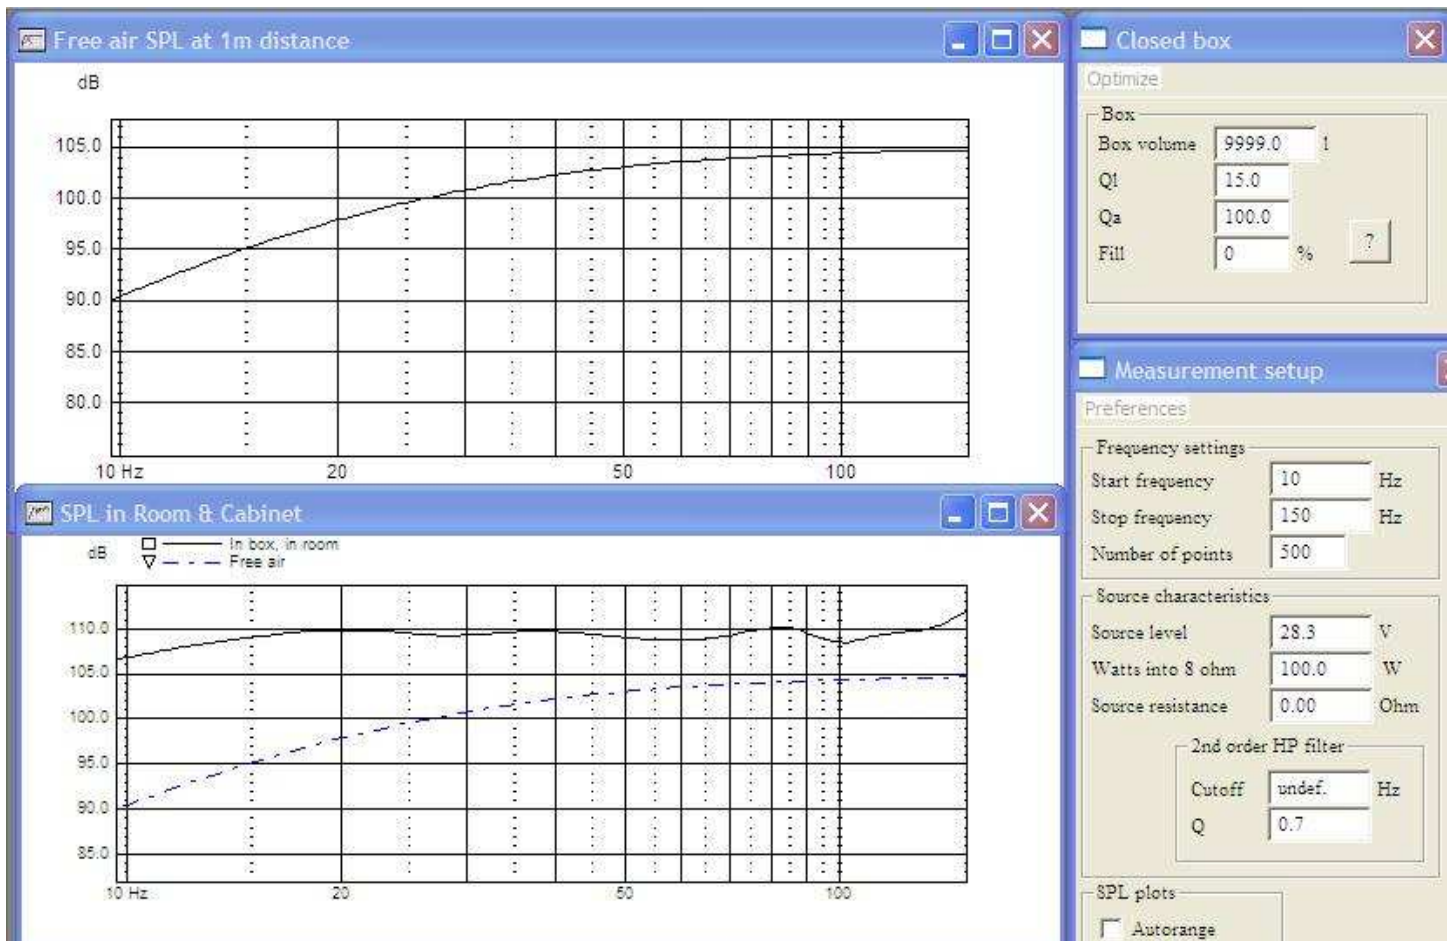 Free air SPL at 1m distance
dB
105.0
100.0
95.0
90.0
85.0
80.0
10 Hz 20 50 100
SPL in Room & Cabinet
dB
In box, in room
Free air
110.0
105.0
100.0
95.0
90.0
85.0
10 Hz 20 50 100
Closed box
Optimize
Box
Box volume 9999.0 l
Ql 15.0
Qa 100.0
Fill 0 %
?
Measurement setup
Preferences
Frequency settings
Start frequency 10 Hz
Stop frequency 150 Hz
Number of points 500
Source characteristics
Source level 28.3 V
Watts into 8 ohm 100.0 W
Source resistance 0.00 Ohm
2nd order HP filter
Cutoff undef. Hz
Q 0.7
SPL plots
Autorange